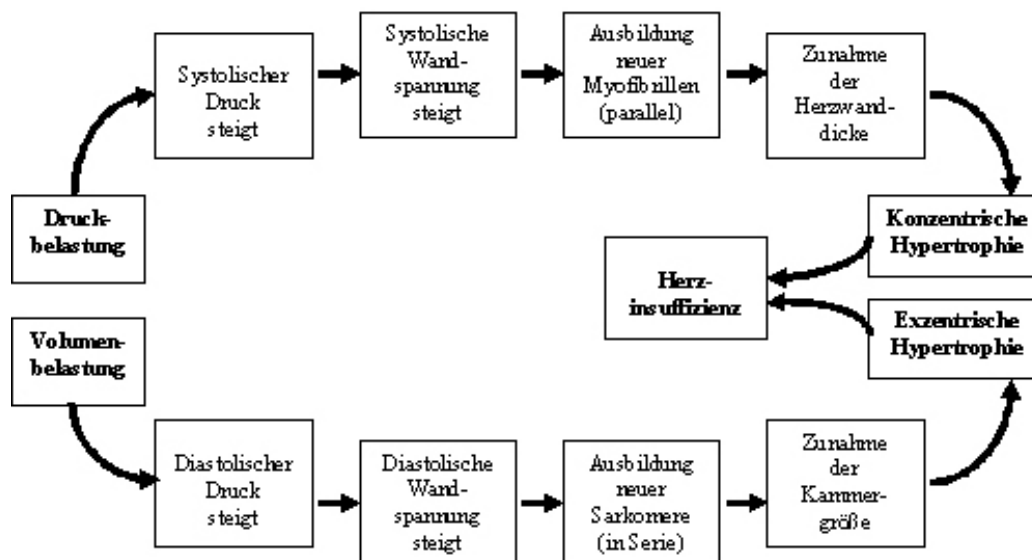 Systolischer
Druck
steigt
Systolische
Wand-
spannung
steigt
Ausbildung
neuer
Myofibrillen
(parallel)
Zunahme
der
Herzwand-
dicke
Druck-
belastung
Konzentrische
Hypertrophie
Herz-
insuffizienz
Volumen-
belastung
Exzentrische
Hypertrophie
Diastolischer
Druck
steigt
Diastolische
Wand-
spannung
steigt
Ausbildung
neuer
Sarkomere
(in Serie)
Zunahme
der
Kammer-
größe